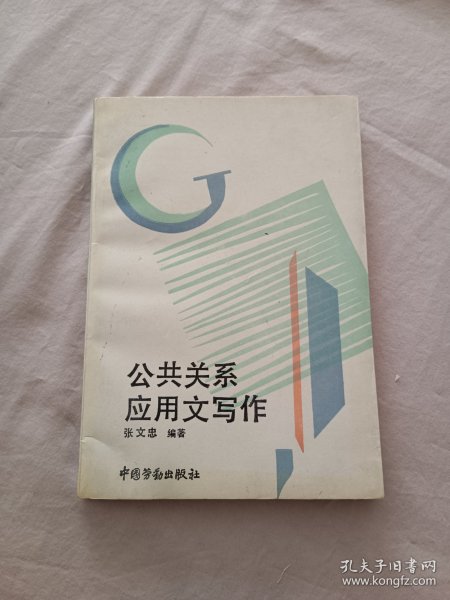 G
公共关系
应用文写作
张文忠 编著
中国劳动出版社
孔夫子旧书网
www.kongfz.com